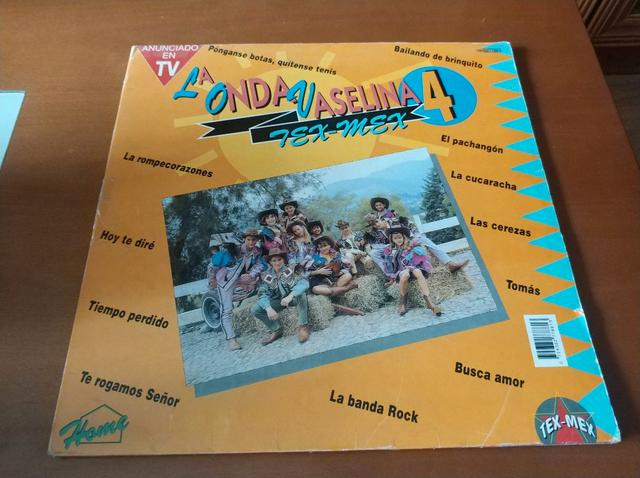 ANUNCIADO
EN
TV
Pónganse botas, quítense tenis
Bailando de brinquito
LA
ONDA VASELINA
4
TEX-MEX
El pachangón
La rompecorazones
La cucaracha
Las cerezas
Hoy te diré
Tomás
Tiempo perdido
Busca amor
Te rogamos Señor
La banda Rock
Home
TEX-MEX